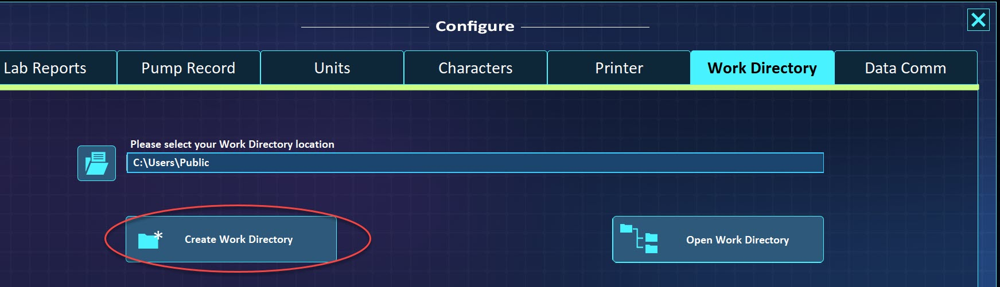 Configure
Lab Reports
Pump Record
Units
Characters
Printer
Work Directory
Data Comm
Please select your Work Directory location
C:\Users\Public
Create Work Directory
Open Work Directory